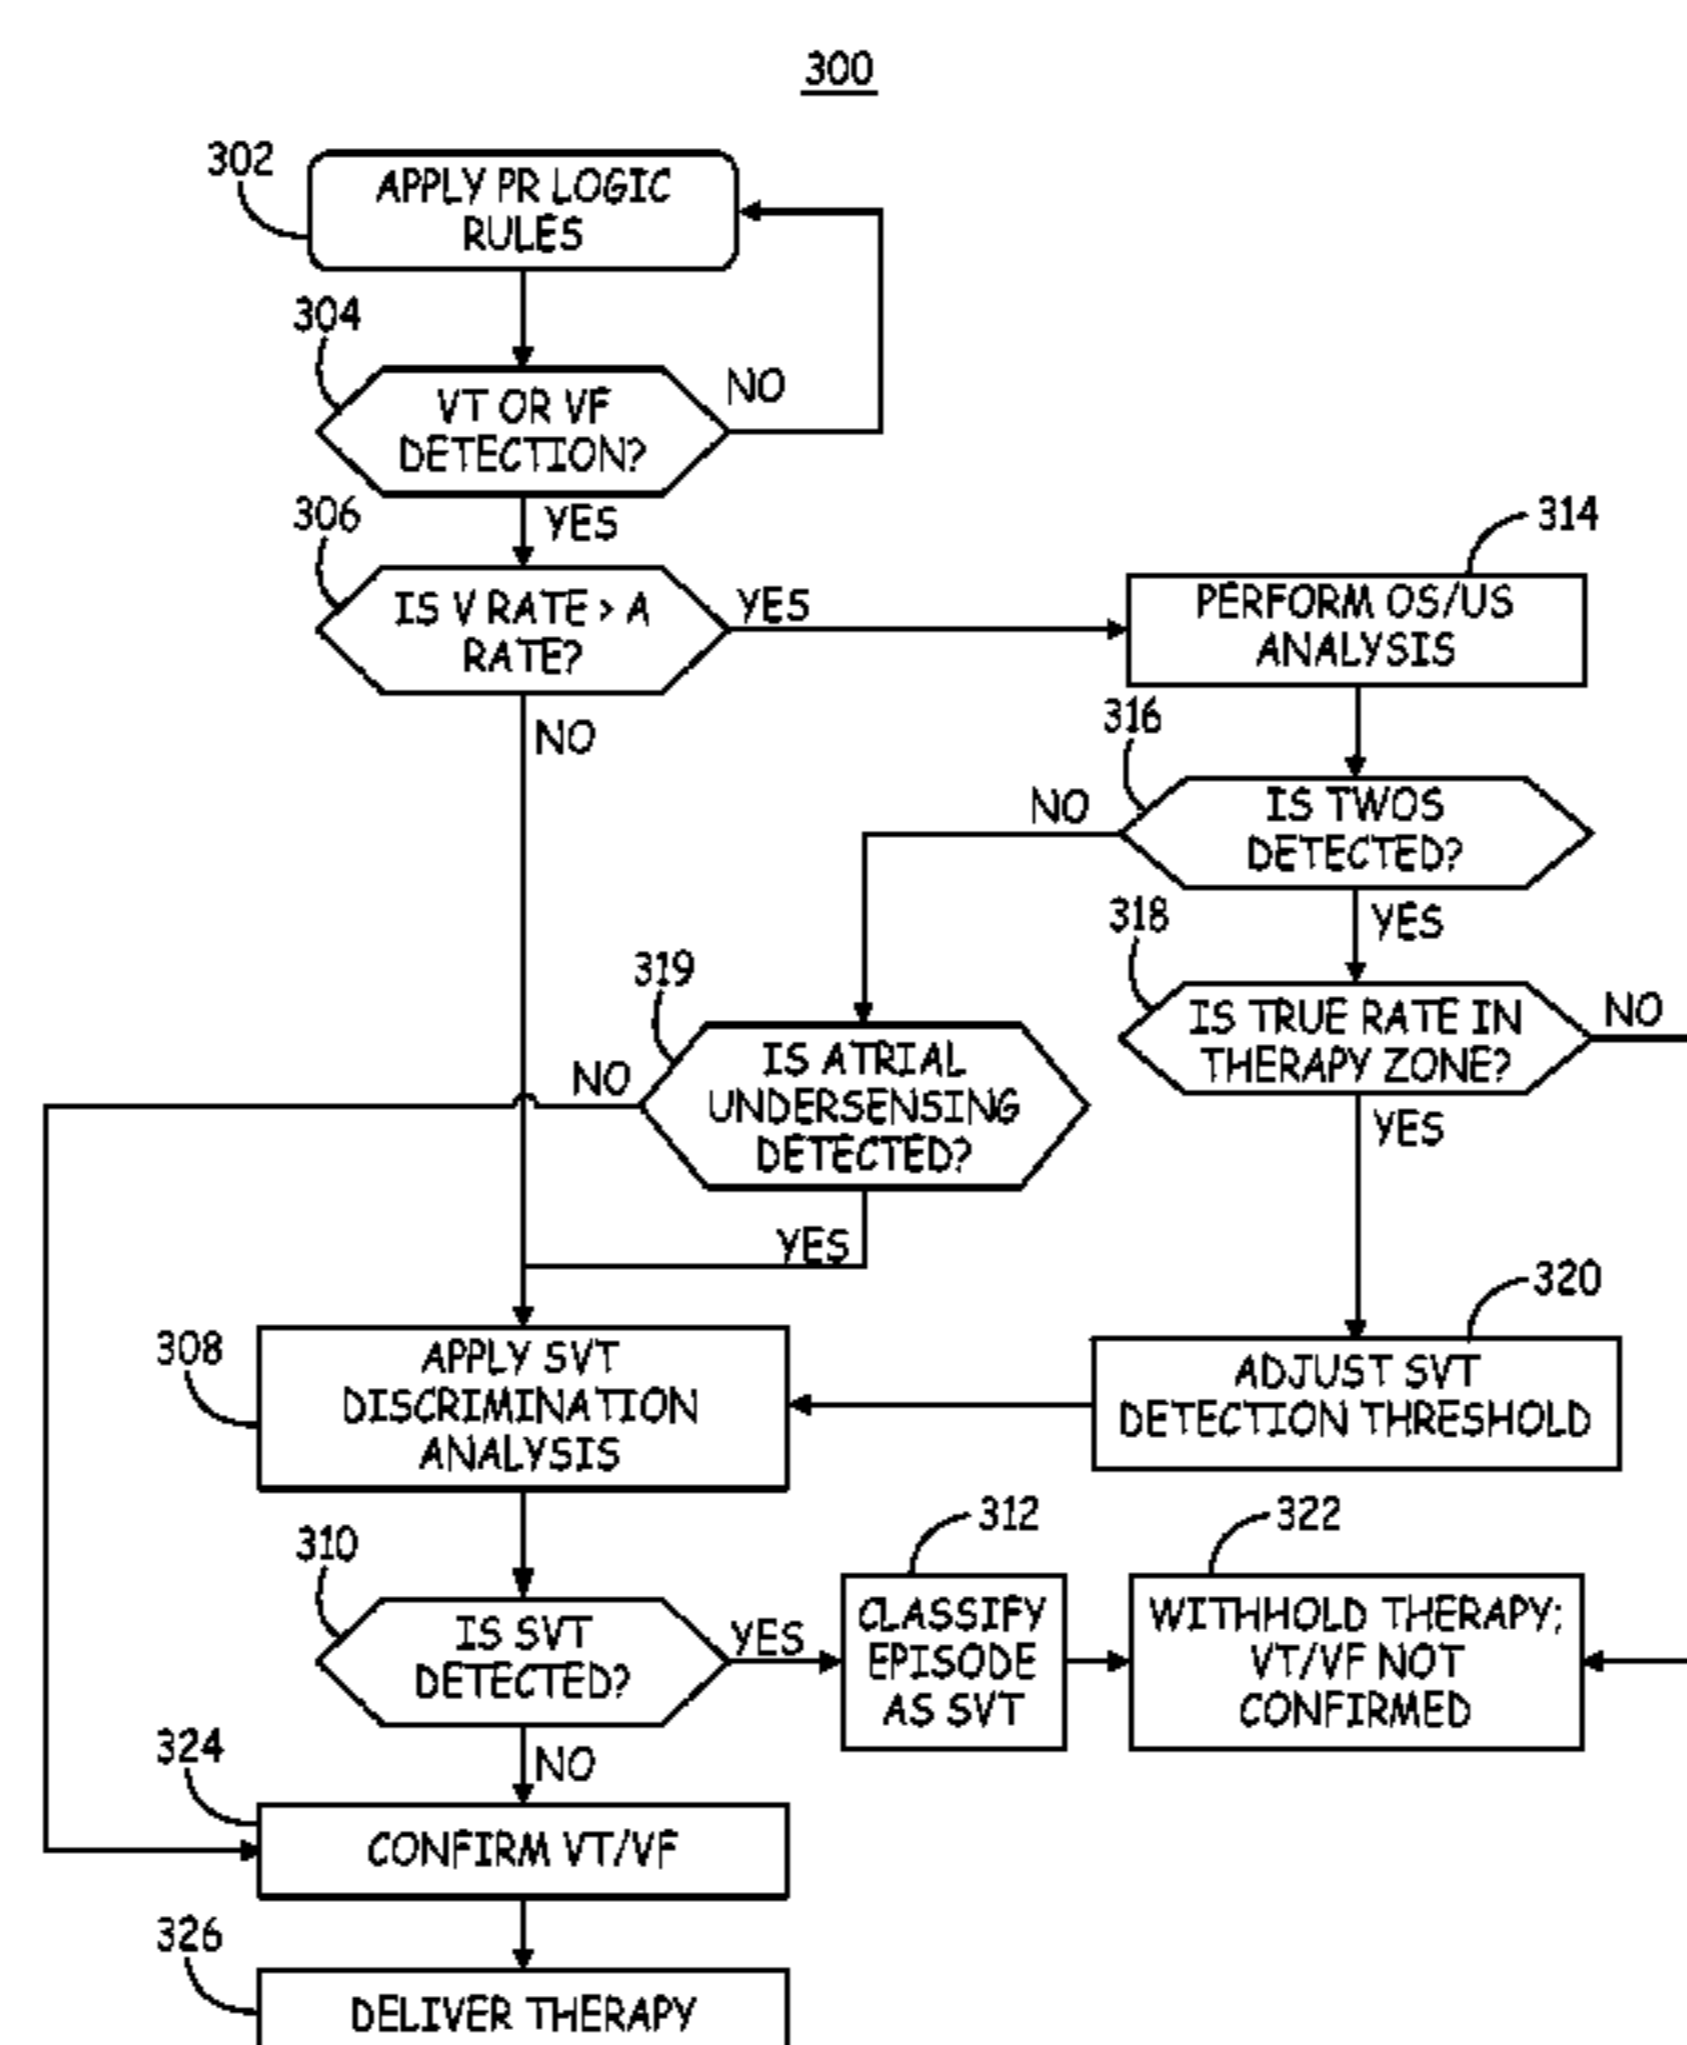 300
302
APPLY PR LOGIC
RULES
304
VT OR VF
DETECTION?
NO
YES
306
IS V RATE > A
RATE?
YES
NO
314
PERFORM OS/US
ANALYSIS
316
IS TWOS
DETECTED?
NO
YES
318
IS TRUE RATE IN
THERAPY ZONE?
NO
YES
319
IS ATRIAL
UNDERSENSING
DETECTED?
NO
YES
320
ADJUST SVT
DETECTION THRESHOLD
308
APPLY SVT
DISCRIMINATION
ANALYSIS
310
IS SVT
DETECTED?
YES
NO
312
CLASSIFY
EPISODE
AS SVT
322
WITHHOLD THERAPY;
VT/VF NOT
CONFIRMED
324
CONFIRM VT/VF
326
DELIVER THERAPY